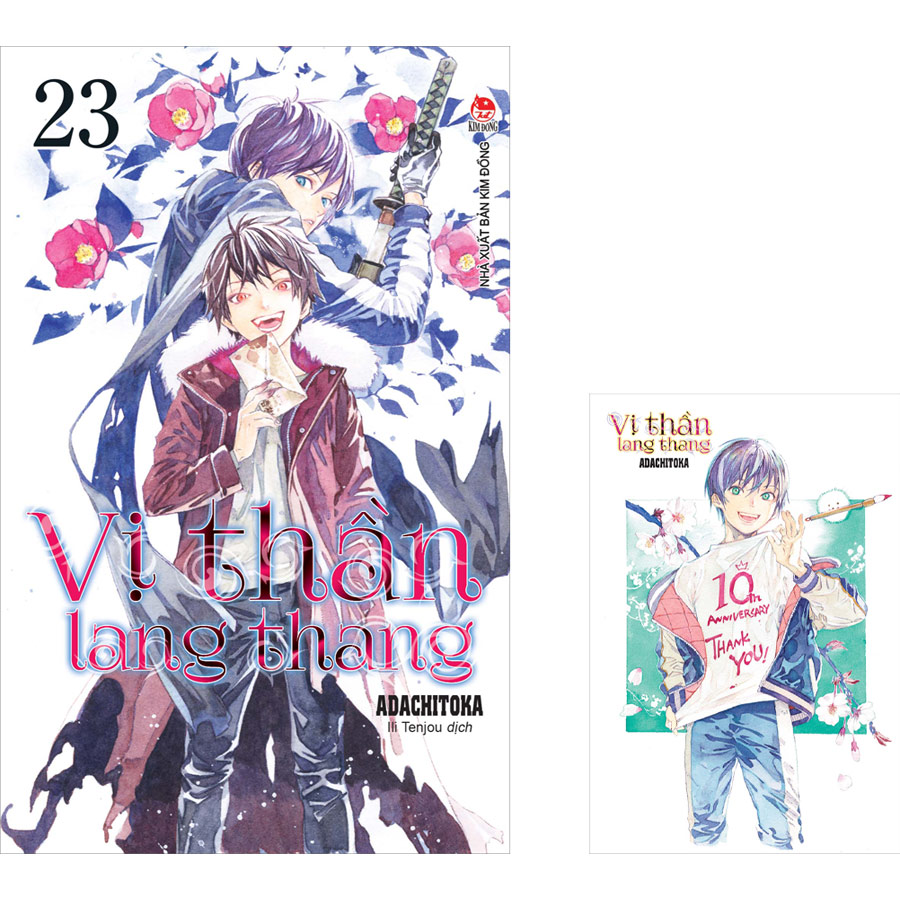 23
KIM ĐỒNG
NHÀ XUẤT BẢN KIM ĐỒNG
Vị thần
lang thang
ADACHITOKA
Ili Tenjou dịch
Vị thần
lang thang
ADACHITOKA
10th
ANNIVERSARY
THANK
YOU!